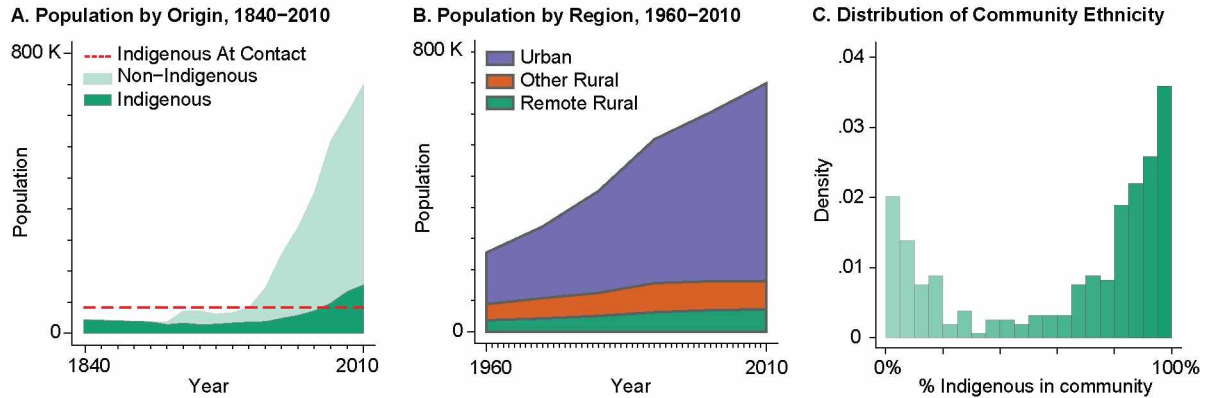 A. Population by Origin, 1840−2010
800 K
Indigenous At Contact
Non−Indigenous
Indigenous
Population
0
1840
2010
Year
B. Population by Region, 1960−2010
800 K
Urban
Other Rural
Remote Rural
Population
0
1960
2010
Year
C. Distribution of Community Ethnicity
.04
.03
.02
.01
0
Density
0%
100%
% Indigenous in community